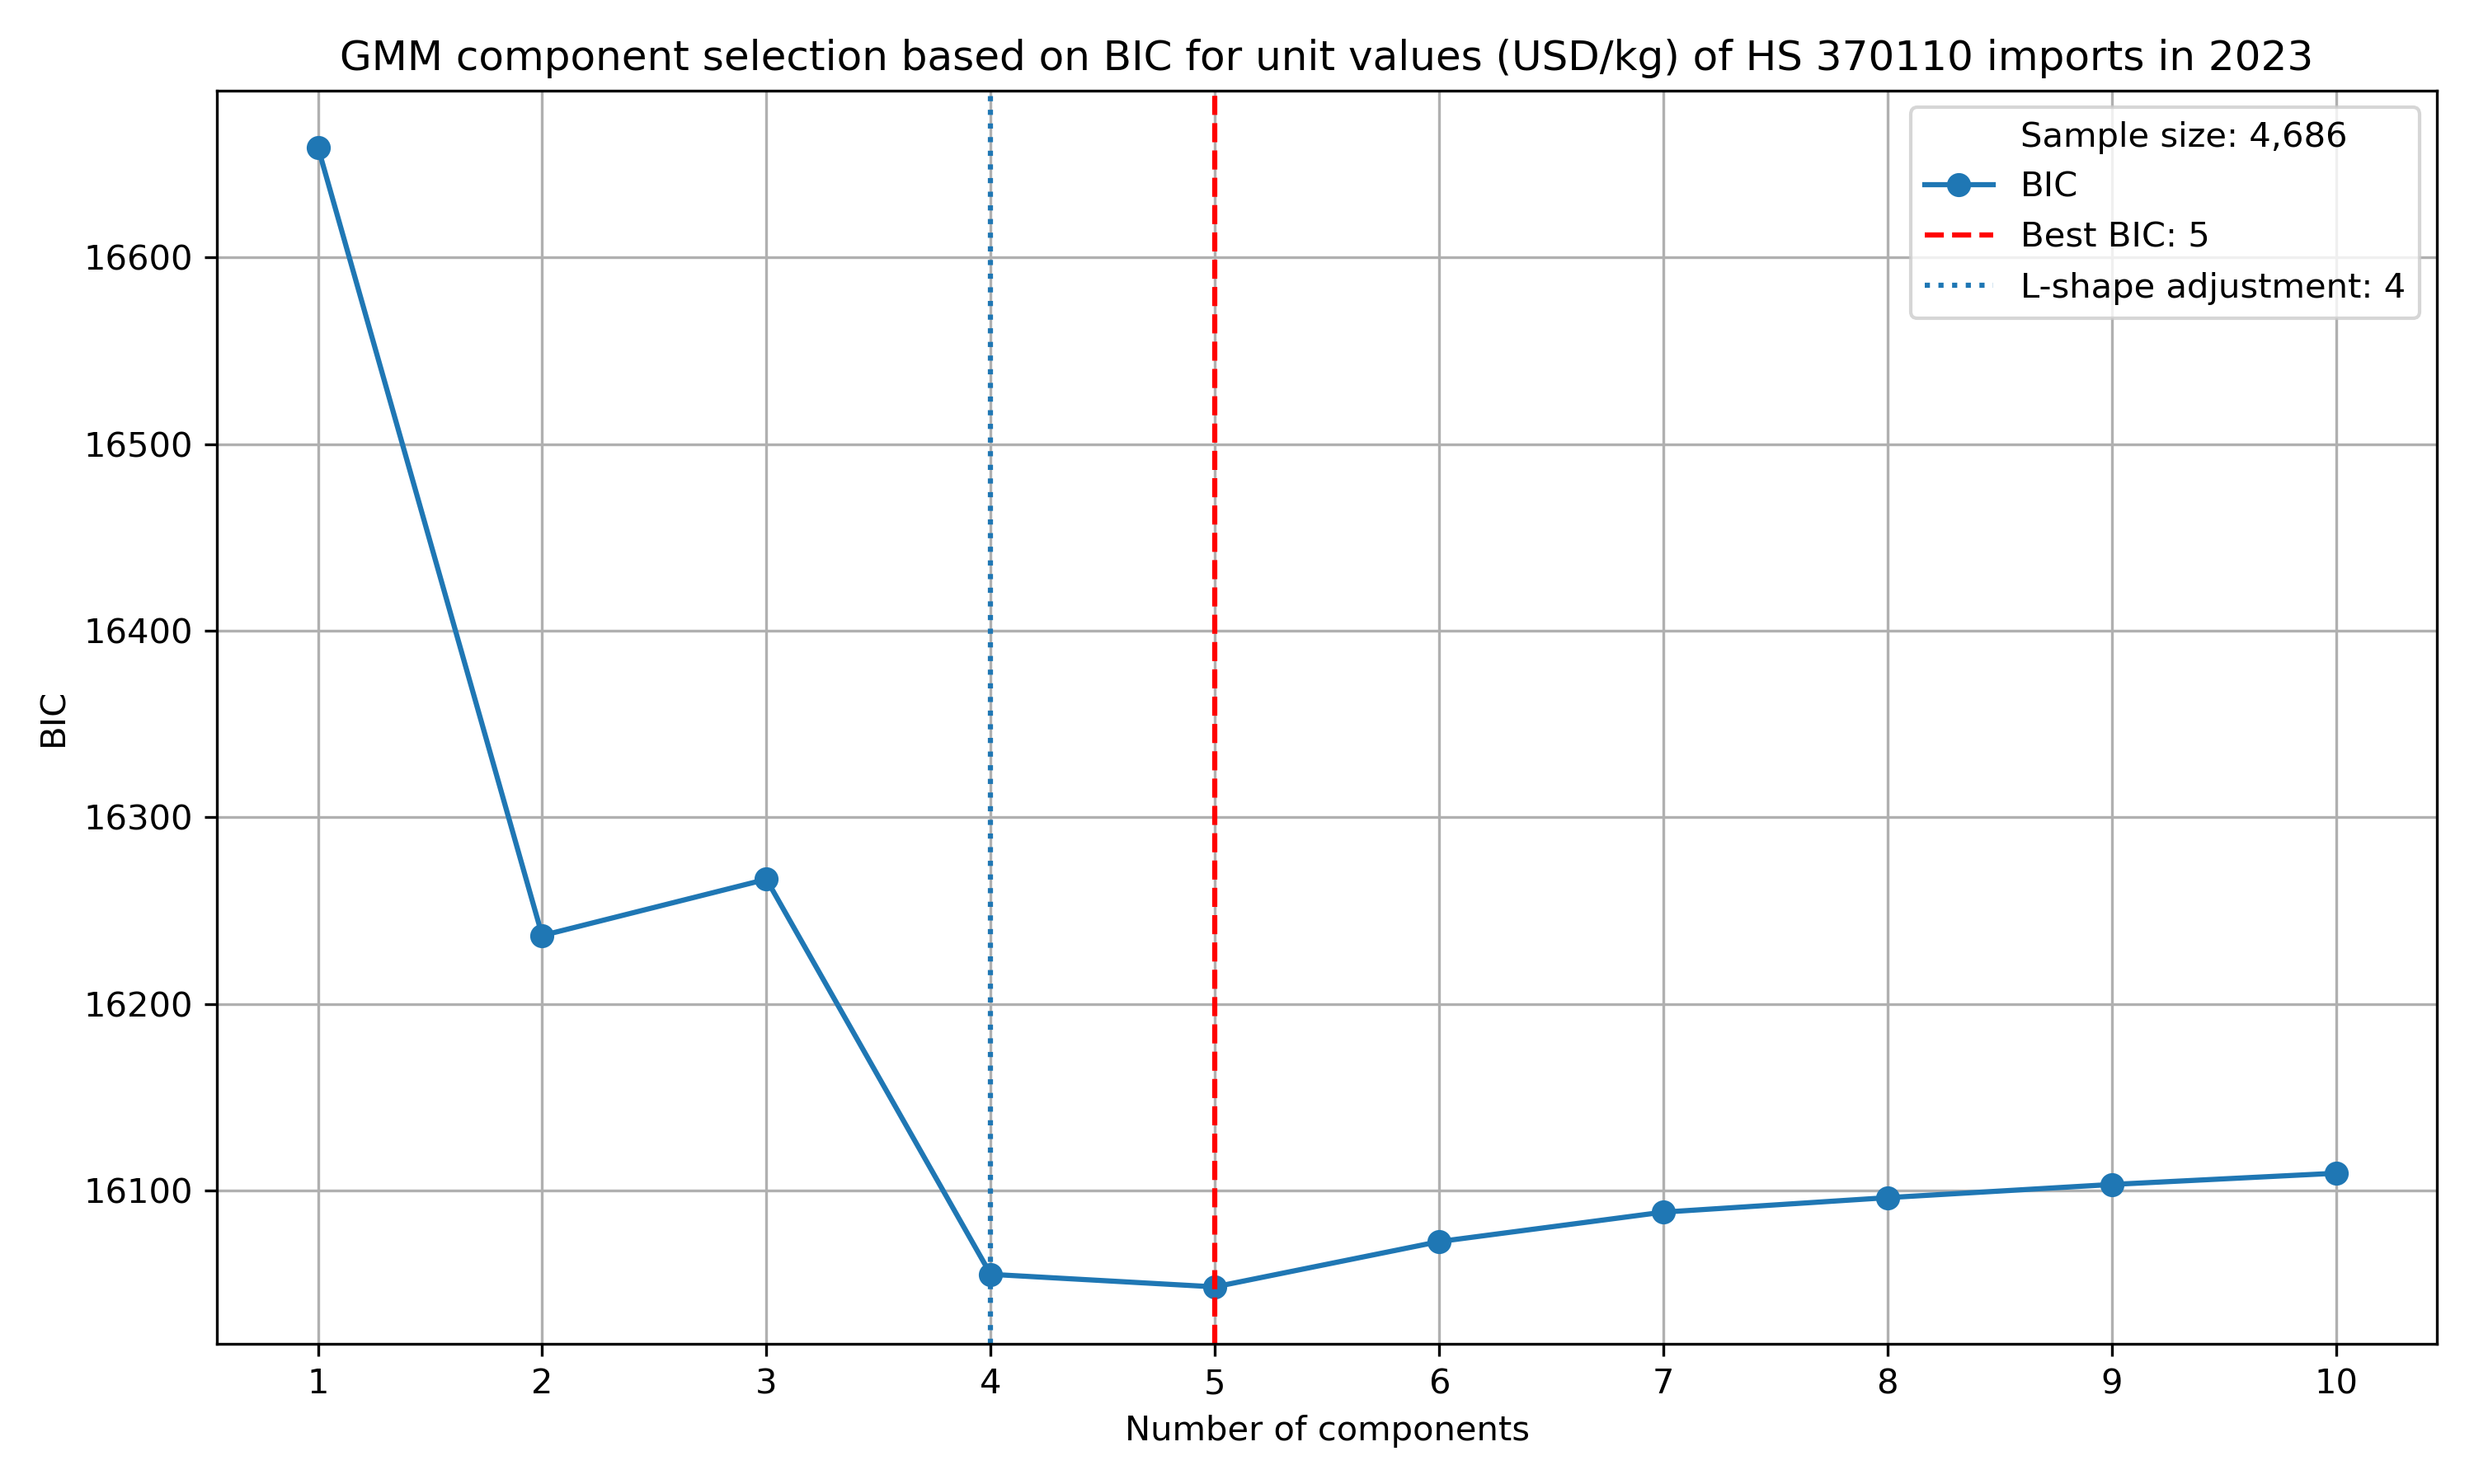 GMM component selection based on BIC for unit values (USD/kg) of HS 370110 imports in 2023
Sample size: 4,686
BIC
Best BIC: 5
L-shape adjustment: 4
16600
16500
16400
16300
16200
16100
BIC
1 2 3 4 5 6 7 8 9 10
Number of components